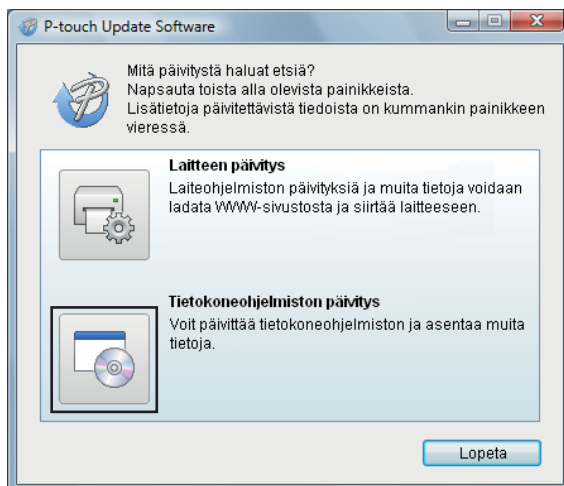 P-touch Update Software
Mitä päivitystä haluat etsiä?
Napsauta toista alla olevista painikkeista.
Lisätietoja päivitettävistä tiedoista on kummankin painikkeen
vieressä.
Laitteen päivitys
Laiteohjelmiston päivityksiä ja muita tietoja voidaan
ladata WWW-sivustosta ja siirtää laitteeseen.
Tietokoneohjelmiston päivitys
Voit päivittää tietokoneohjelmiston ja asentaa muita
tietoja.
Lopeta